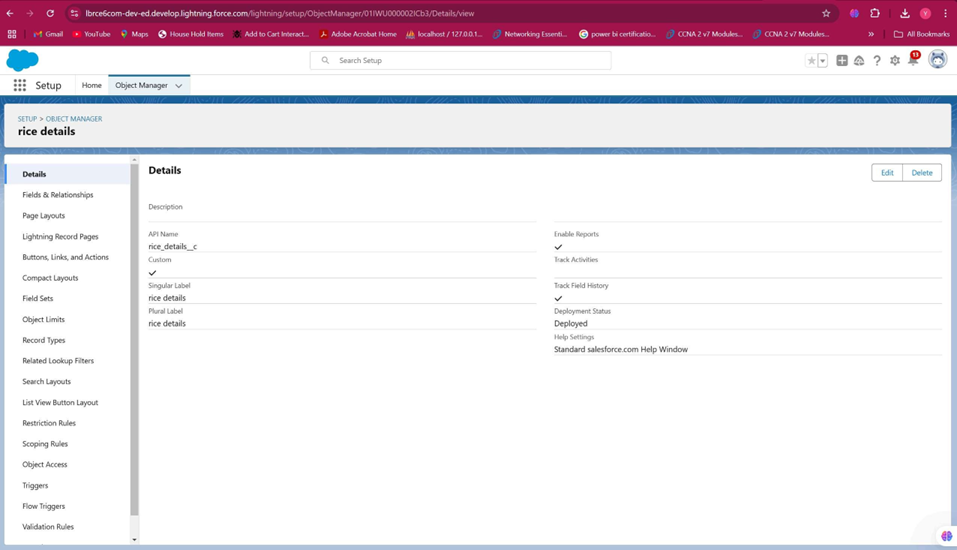 lbrce6com-dev-ed.develop.lightning.force.com/lightning/setup/ObjectManager/01IWU000002ICb3/Details/view
Gmail YouTube Maps House Hold Items Add to Cart Interact... Adobe Acrobat Home localhost / 127.0.0.1... Networking Essenti... power bi certificatio... CCNA 2 v7 Modules... CCNA 2 v7 Modules... » All Bookmarks
Search Setup
13
Setup Home Object Manager
SETUP > OBJECT MANAGER
rice details
Details
Fields & Relationships
Page Layouts
Lightning Record Pages
Buttons, Links, and Actions
Compact Layouts
Field Sets
Object Limits
Record Types
Related Lookup Filters
Search Layouts
List View Button Layout
Restriction Rules
Scoping Rules
Object Access
Triggers
Flow Triggers
Validation Rules
Details
Edit Delete
Description
API Name
rice_details__c
Custom
Singular Label
rice details
Plural Label
rice details
Enable Reports
Track Activities
Track Field History
Deployment Status
Deployed
Help Settings
Standard salesforce.com Help Window